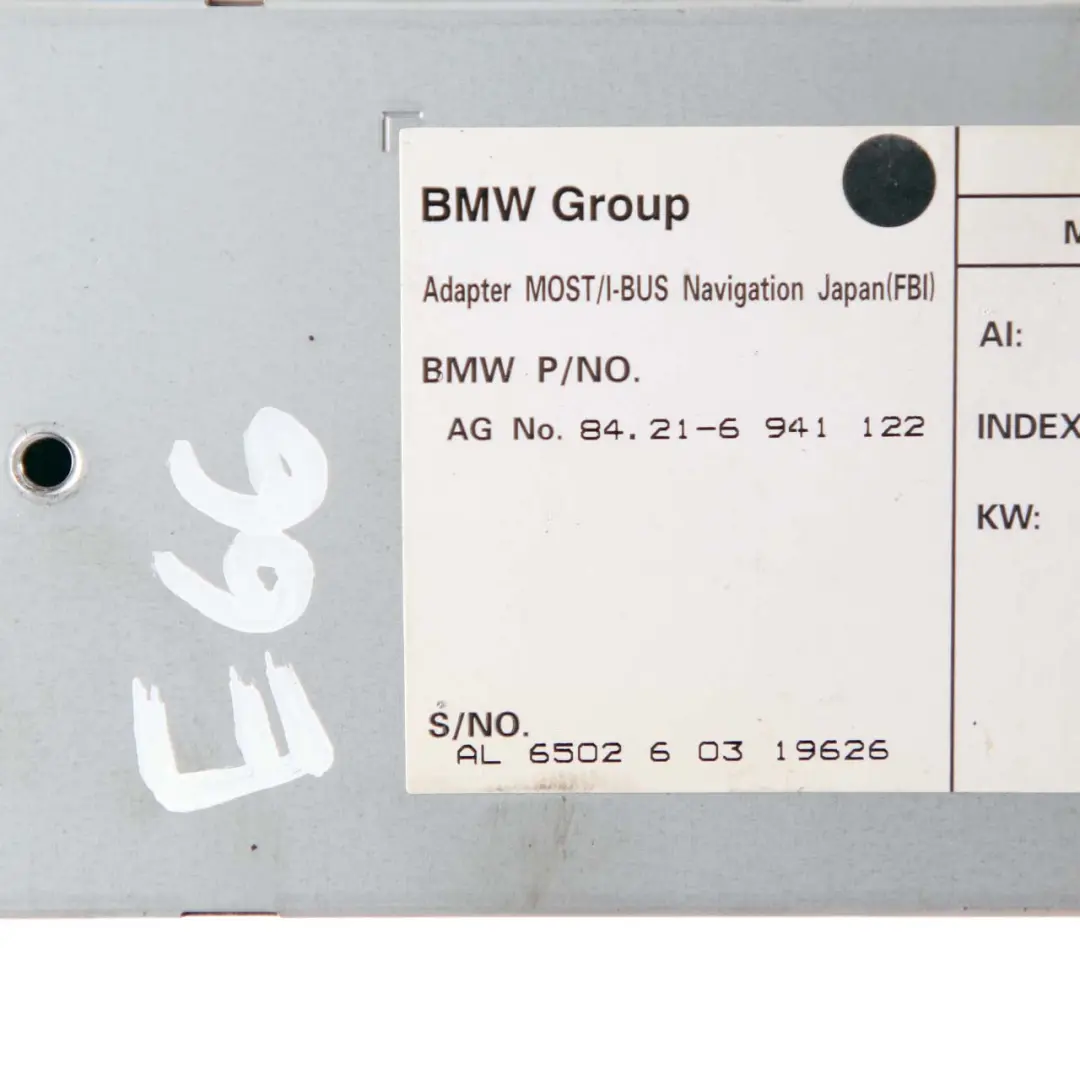 BMW Group
Adapter MOST/I-BUS Navigation Japan(FBI)
BMW P/NO.
AG No. 84.21-6 941 122
S/NO.
AL 6502 6 03 19626
M
AI:
INDEX
KW:
E66